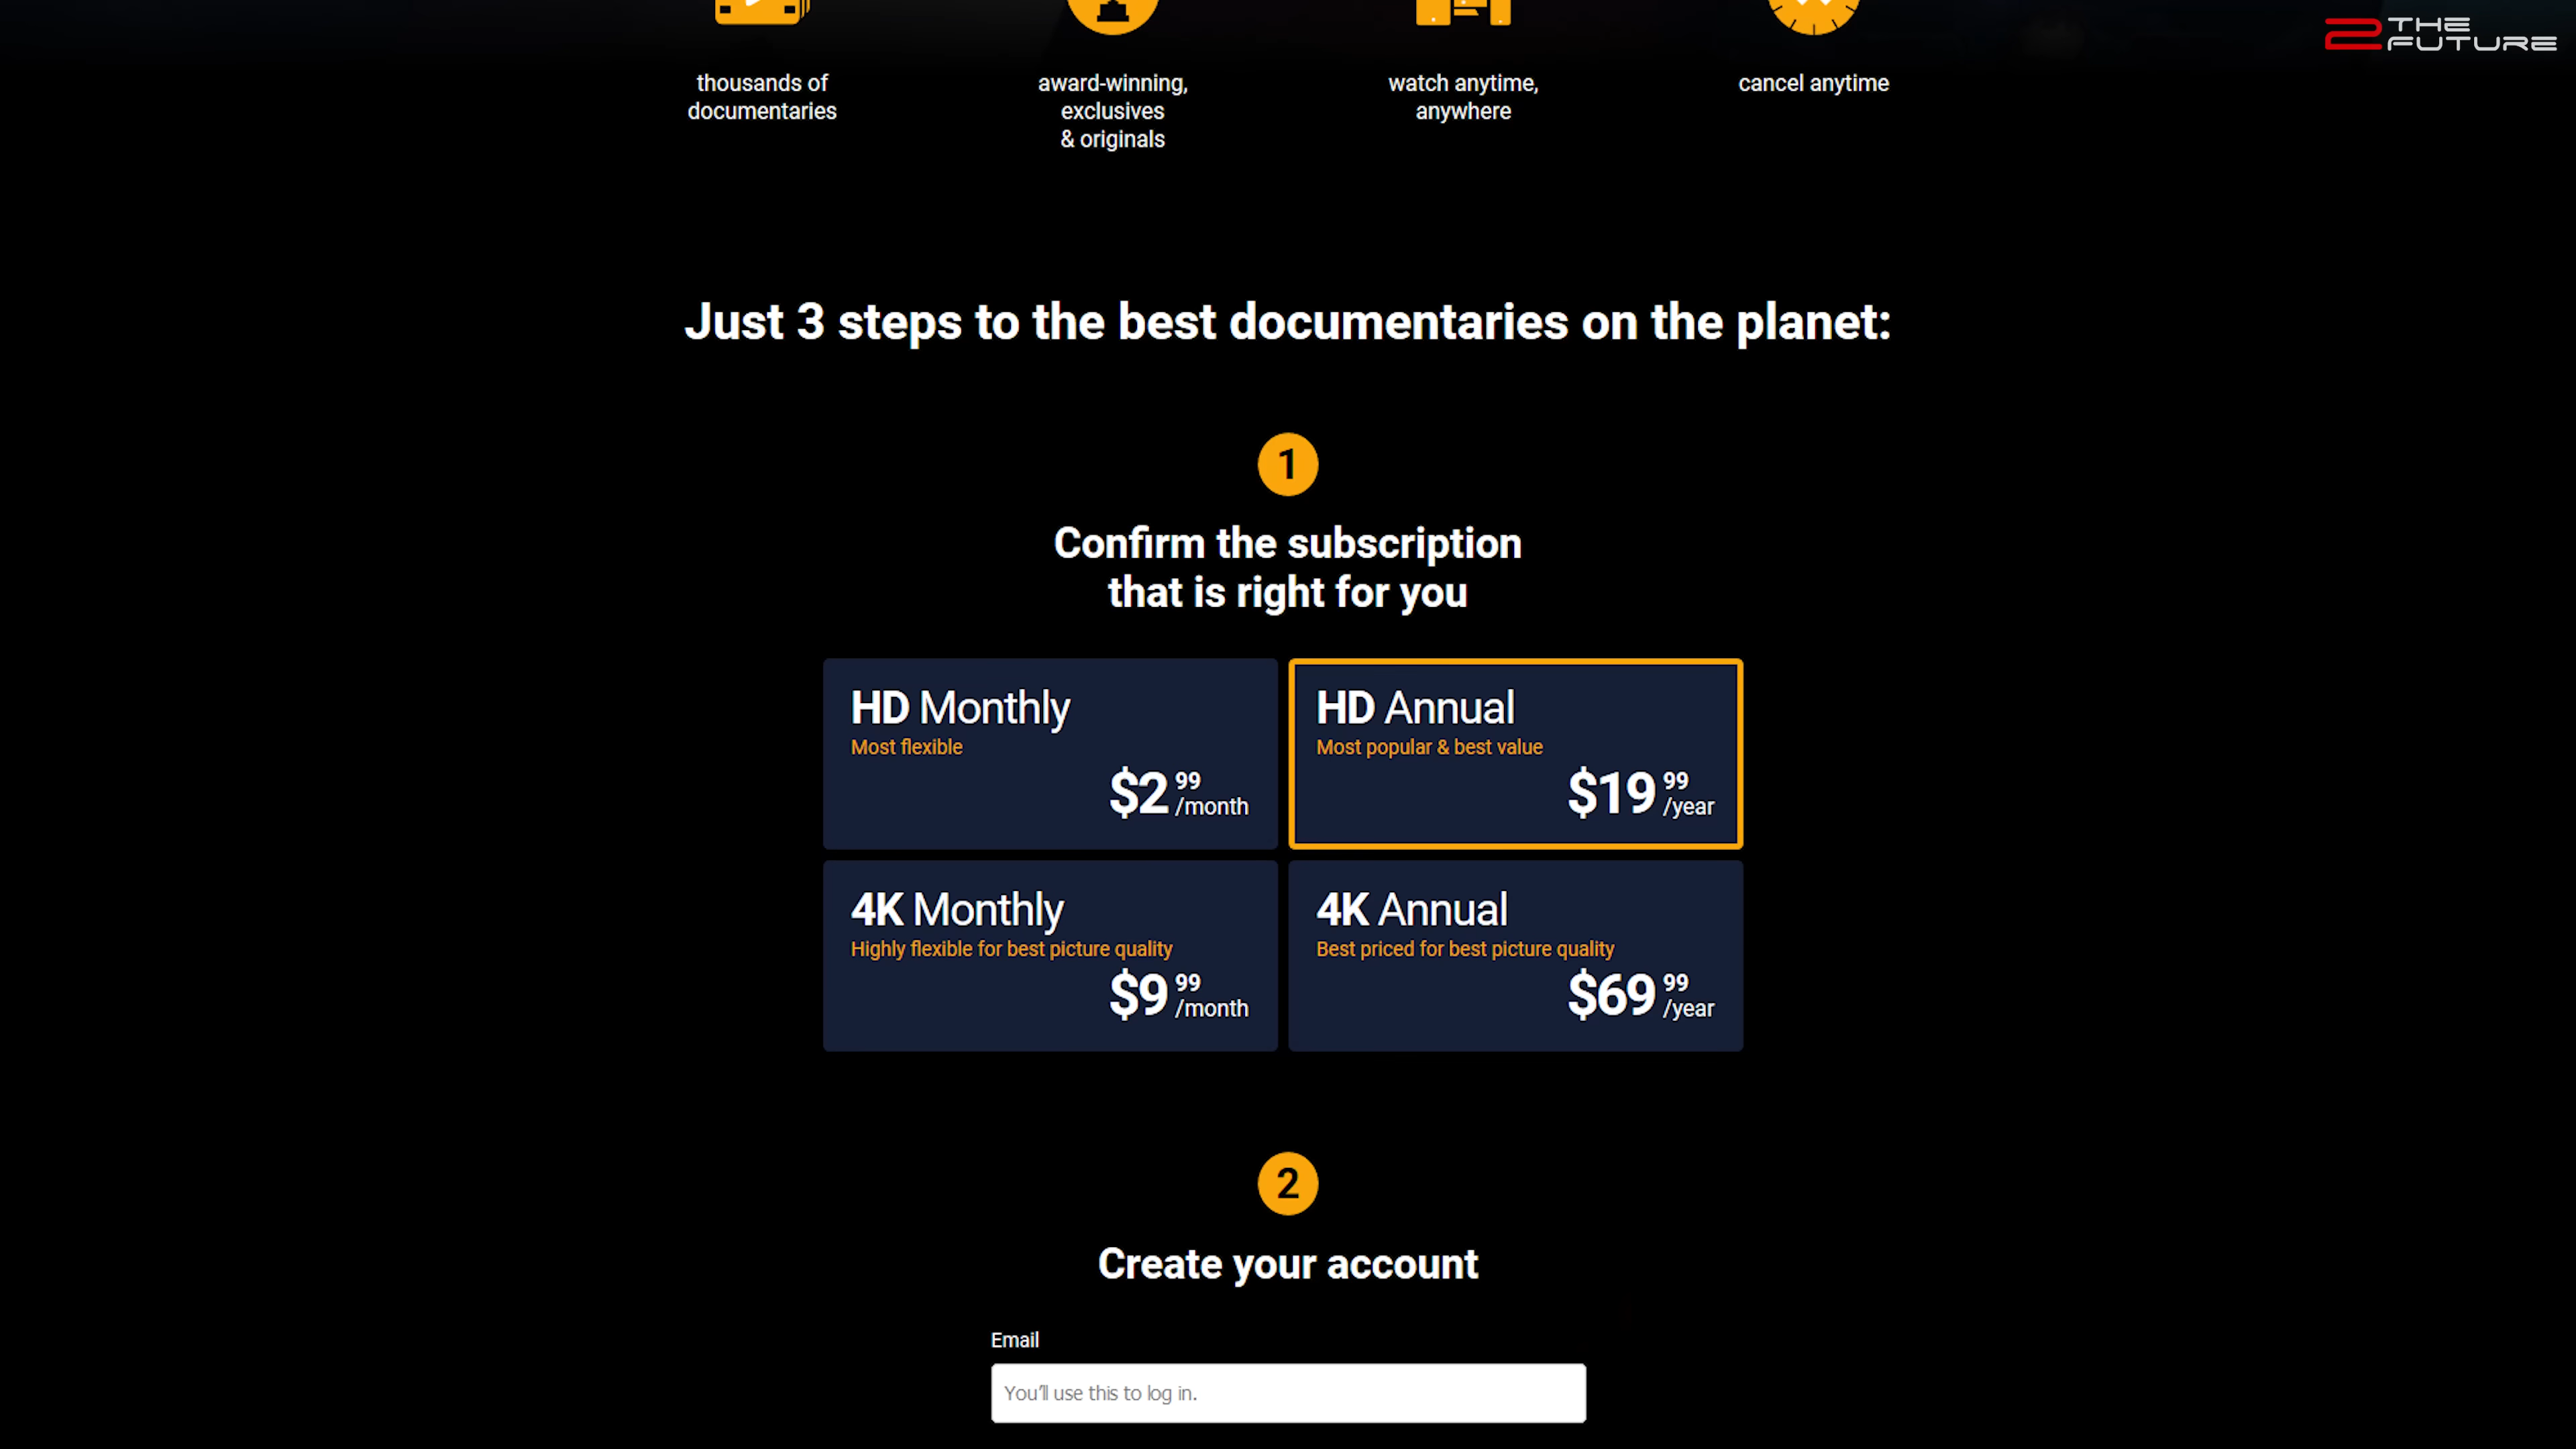 2 THE
FUTURE
thousands of
documentaries
award-winning,
exclusives
& originals
watch anytime,
anywhere
cancel anytime
Just 3 steps to the best documentaries on the planet:
1
Confirm the subscription
that is right for you
HD Monthly
Most flexible
$2 99
/month
HD Annual
Most popular & best value
$19 99
/year
4K Monthly
Highly flexible for best picture quality
$9 99
/month
4K Annual
Best priced for best picture quality
$69 99
/year
2
Create your account
Email
You'll use this to log in.